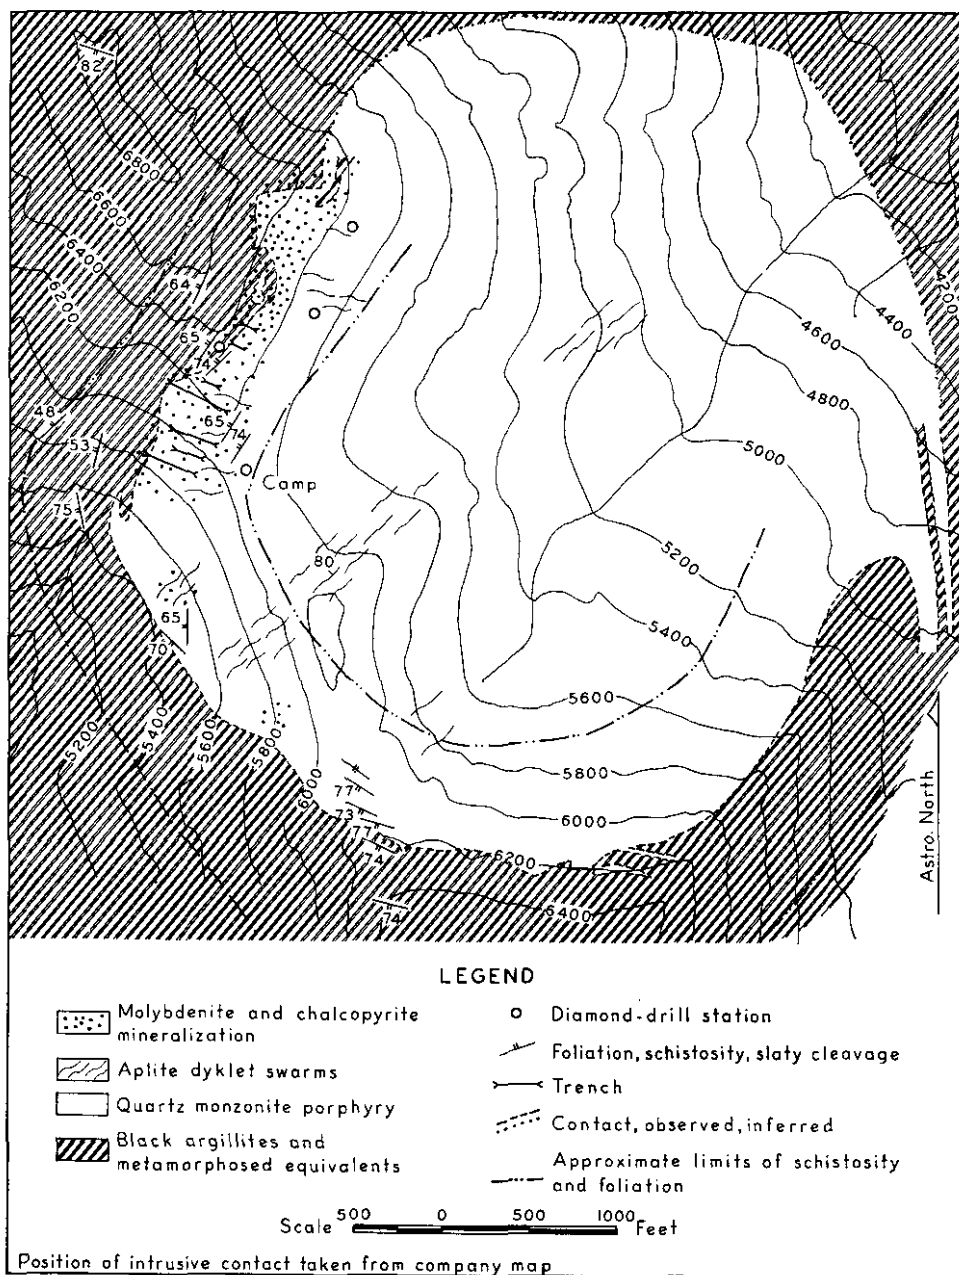 82
6800
6600
6400
6200
64
65
74
48
53
65
74
75
Camp
80
65
70
4200
4400
4600
4800
5000
5200
5400
5600
5800
6000
6200
6400
5200
5400
5600
5800
6000
77
73
77
74
74
Astro. North
LEGEND
Molybdenite and chalcopyrite
mineralization
Aplite dyklet swarms
Quartz monzonite porphyry
Black argillites and
metamorphosed equivalents
Diamond-drill station
Foliation, schistosity, slaty cleavage
Trench
Contact, observed, inferred
Approximate limits of schistosity
and foliation
Scale 500 0 500 1000 Feet
Position of intrusive contact taken from company map